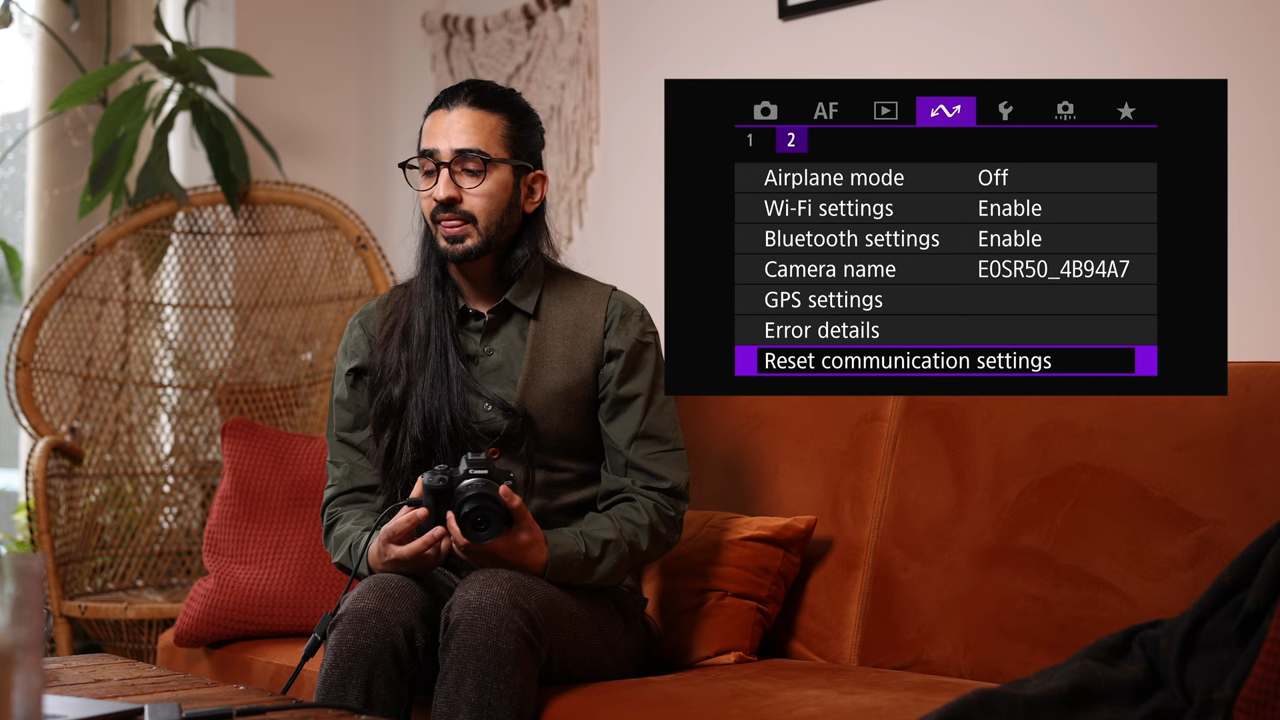 AF
1 2
Airplane mode Off
Wi-Fi settings Enable
Bluetooth settings Enable
Camera name EOSR50_4B94A7
GPS settings
Error details
Reset communication settings
Canon